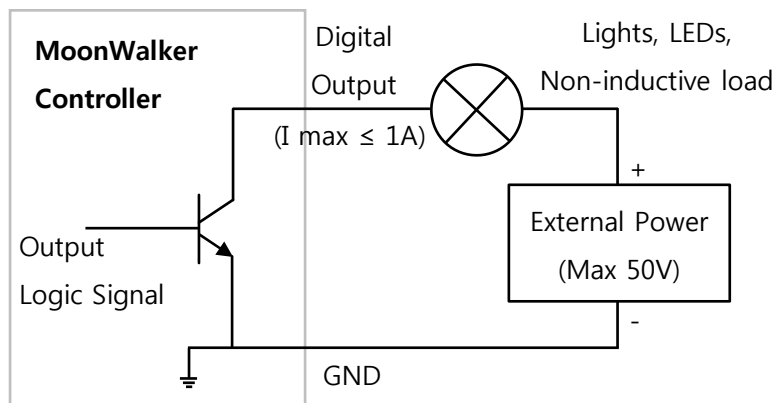 MoonWalker
Controller
Digital
Output
(I max ≤ 1A)
Lights, LEDs,
Non-inductive load
+
External Power
(Max 50V)
-
Output
Logic Signal
GND